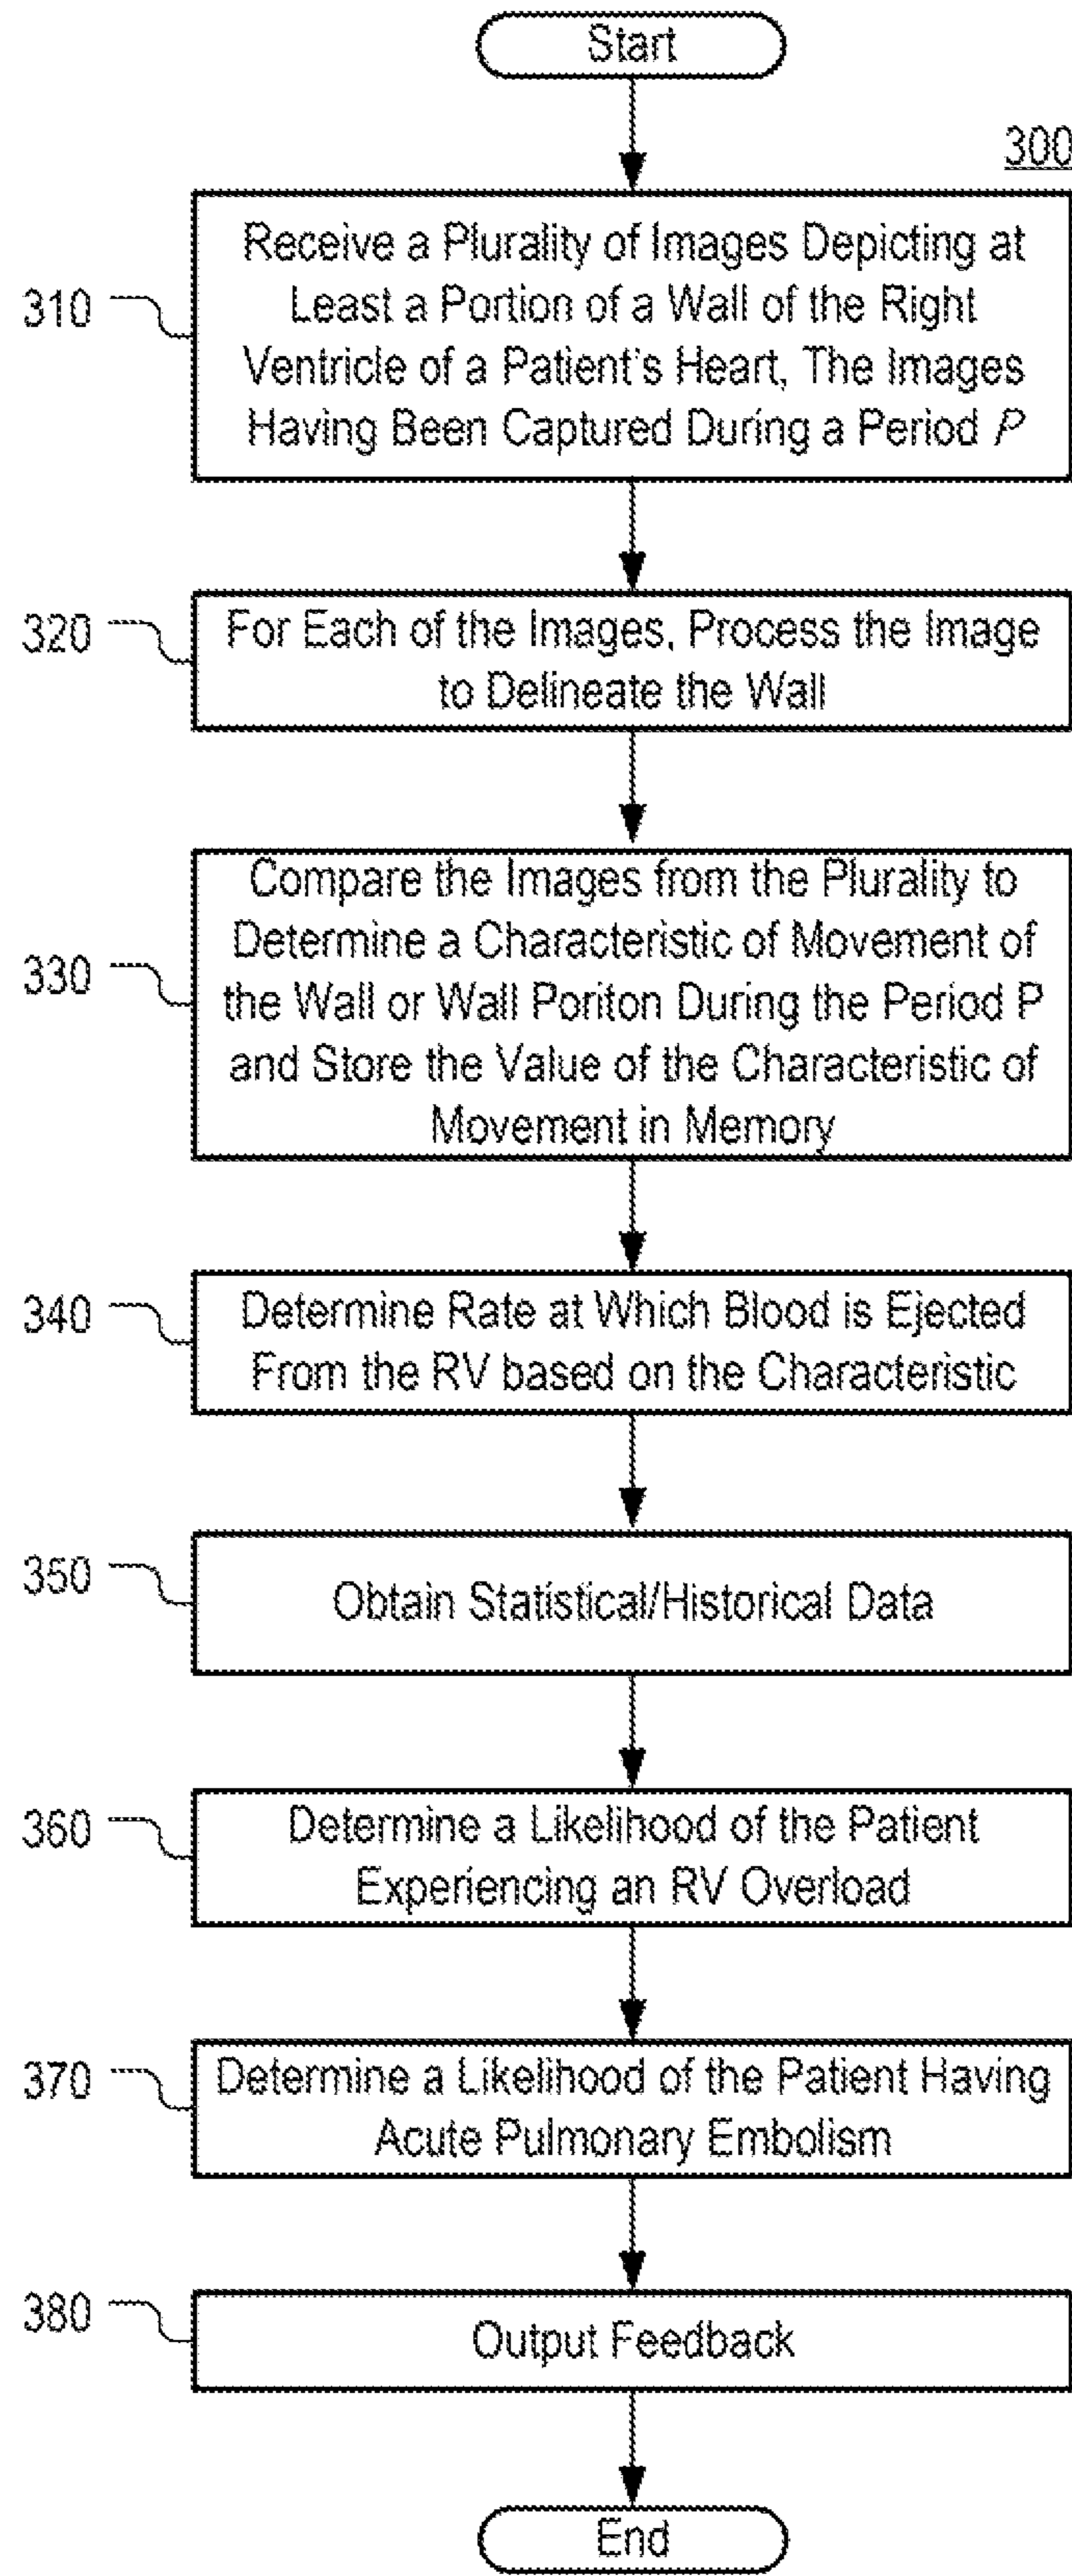 Start
300
Receive a Plurality of Images Depicting at
Least a Portion of a Wall of the Right
310
Ventricle of a Patient's Heart, The Images
Having Been Captured During a Period P
320
For Each of the Images, Process the Image
to Delineate the Wall
Compare the Images from the Plurality to
Determine a Characteristic of Movement of
330
the Wall or Wall Poriton During the Period P
and Store the Value of the Characteristic of
Movement in Memory
340
Determine Rate at Which Blood is Ejected
From the RV based on the Characteristic
350
Obtain Statistical/Historical Data
360
Determine a Likelihood of the Patient
Experiencing an RV Overload
370
Determine a Likelihood of the Patient Having
Acute Pulmonary Embolism
380
Output Feedback
End